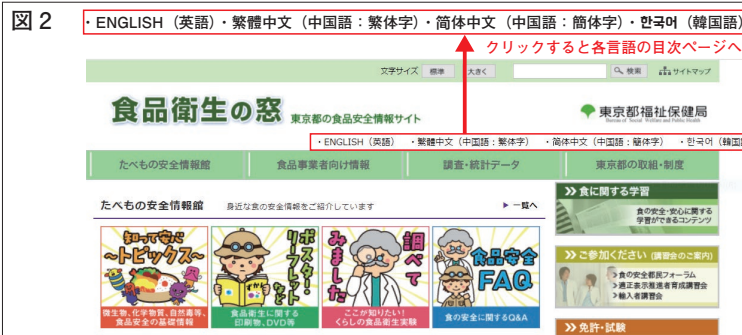 図2
・ENGLISH（英語）・繁體中文（中国語：繁体字）・简体中文（中国語：簡体字）・한국어（韓国語）
クリックすると各言語の目次ページへ
文字サイズ 標準 大きく 検索 サイトマップ
食品衛生の窓 東京都の食品安全情報サイト
東京都福祉保健局
Bureau of Social Welfare and Public Health
・ENGLISH（英語） ・繁體中文（中国語：繁体字） ・简体中文（中国語：簡体字） ・한국어（韓国
たべもの安全情報館 食品事業者向け情報 調査・統計データ 東京都の取組・制度
たべもの安全情報館 身近な食の安全情報をご紹介しています 一覧へ
知って安心
～トピックス～
微生物、化学物質、自然毒等、
食品安全の基礎情報
ポスター・
リーフレット
など
ずかん
食品衛生に関する
印刷物、DVD等
調べて
みました
ここが知りたい！
くらしの食品衛生実験
食品安全
FAQ
食の安全に関するQ&A
食に関する学習
食の安全・安心に関する
学習ができるコンテンツ
ご参加ください（講習会のご案内）
食の安全都民フォーラム
適正表示推進者育成講習会
輸入者講習会
免許・試験